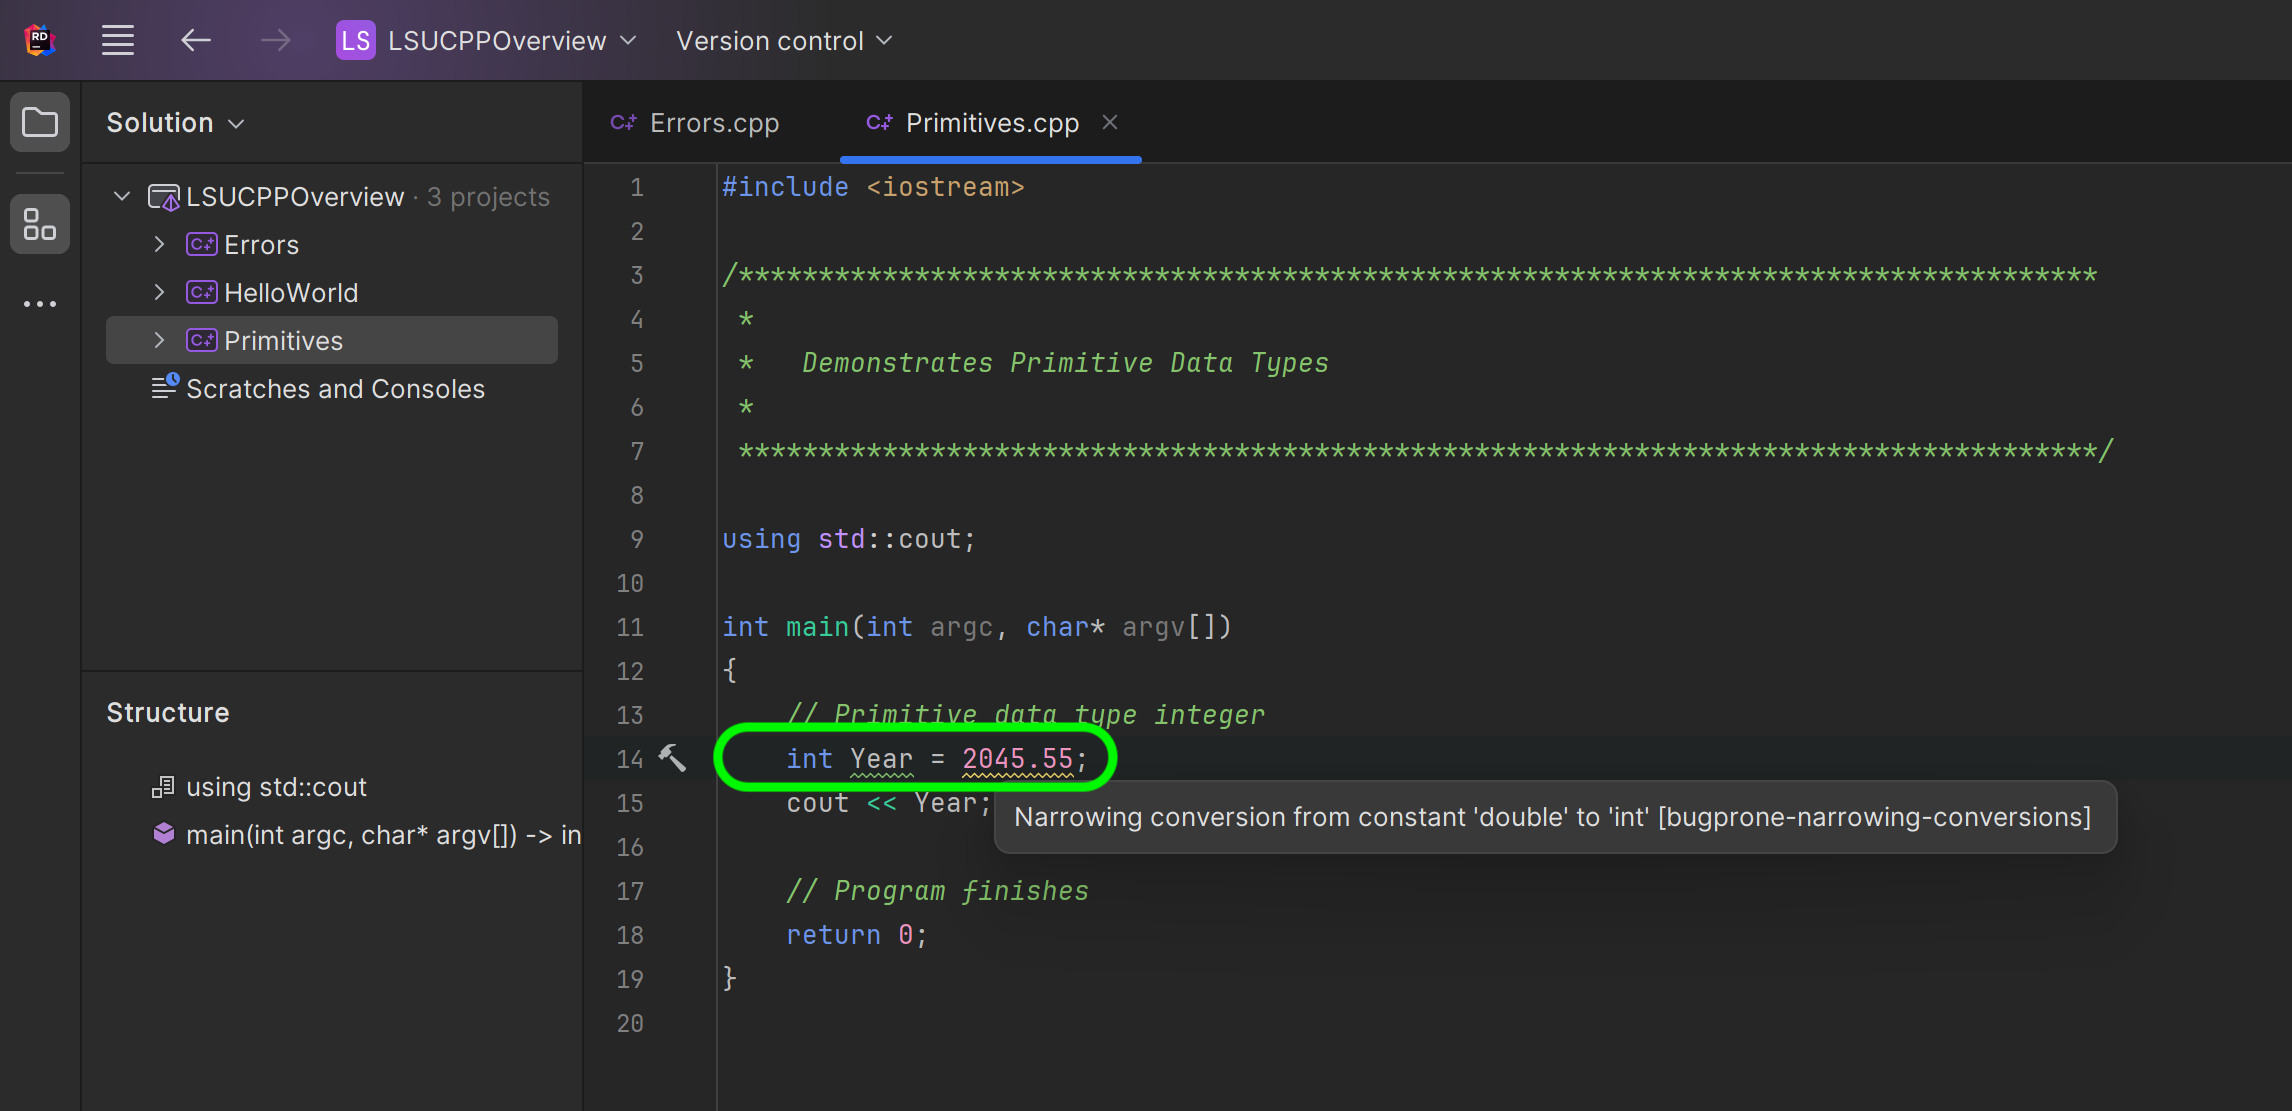 RD
LS LSUCPPOverview Version control
Solution
LSUCPPOverview · 3 projects
C++ Errors
C++ HelloWorld
C++ Primitives
Scratches and Consoles
Structure
using std::cout
main(int argc, char* argv[]) -> in
C++ Errors.cpp C++ Primitives.cpp
1 #include <iostream>
2
3 /*************************************************************************************
4 *
5 * Demonstrates Primitive Data Types
6 *
7 *************************************************************************************/
8
9 using std::cout;
10
11 int main(int argc, char* argv[])
12 {
13 // Primitive data type integer
14 int Year = 2045.55;
15 cout << Year;
Narrowing conversion from constant 'double' to 'int' [bugprone-narrowing-conversions]
16
17 // Program finishes
18 return 0;
19 }
20